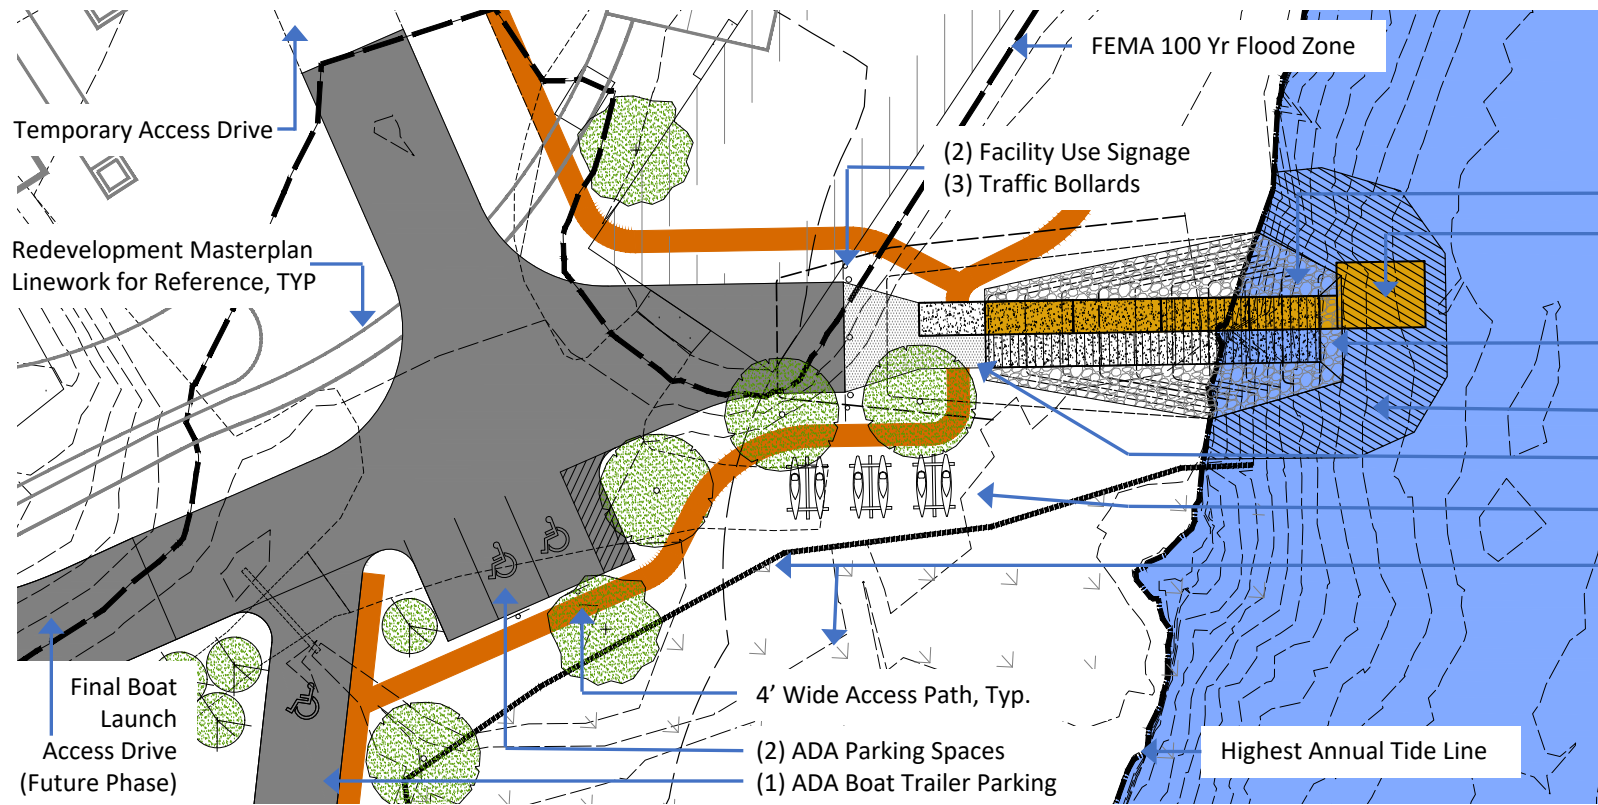 FEMA 100 Yr Flood Zone
Temporary Access Drive
(2) Facility Use Signage
(3) Traffic Bollards
Redevelopment Masterplan
Linework for Reference, TYP
Final Boat
Launch
Access Drive
(Future Phase)
4’ Wide Access Path, Typ.
(2) ADA Parking Spaces
(1) ADA Boat Trailer Parking
Highest Annual Tide Line